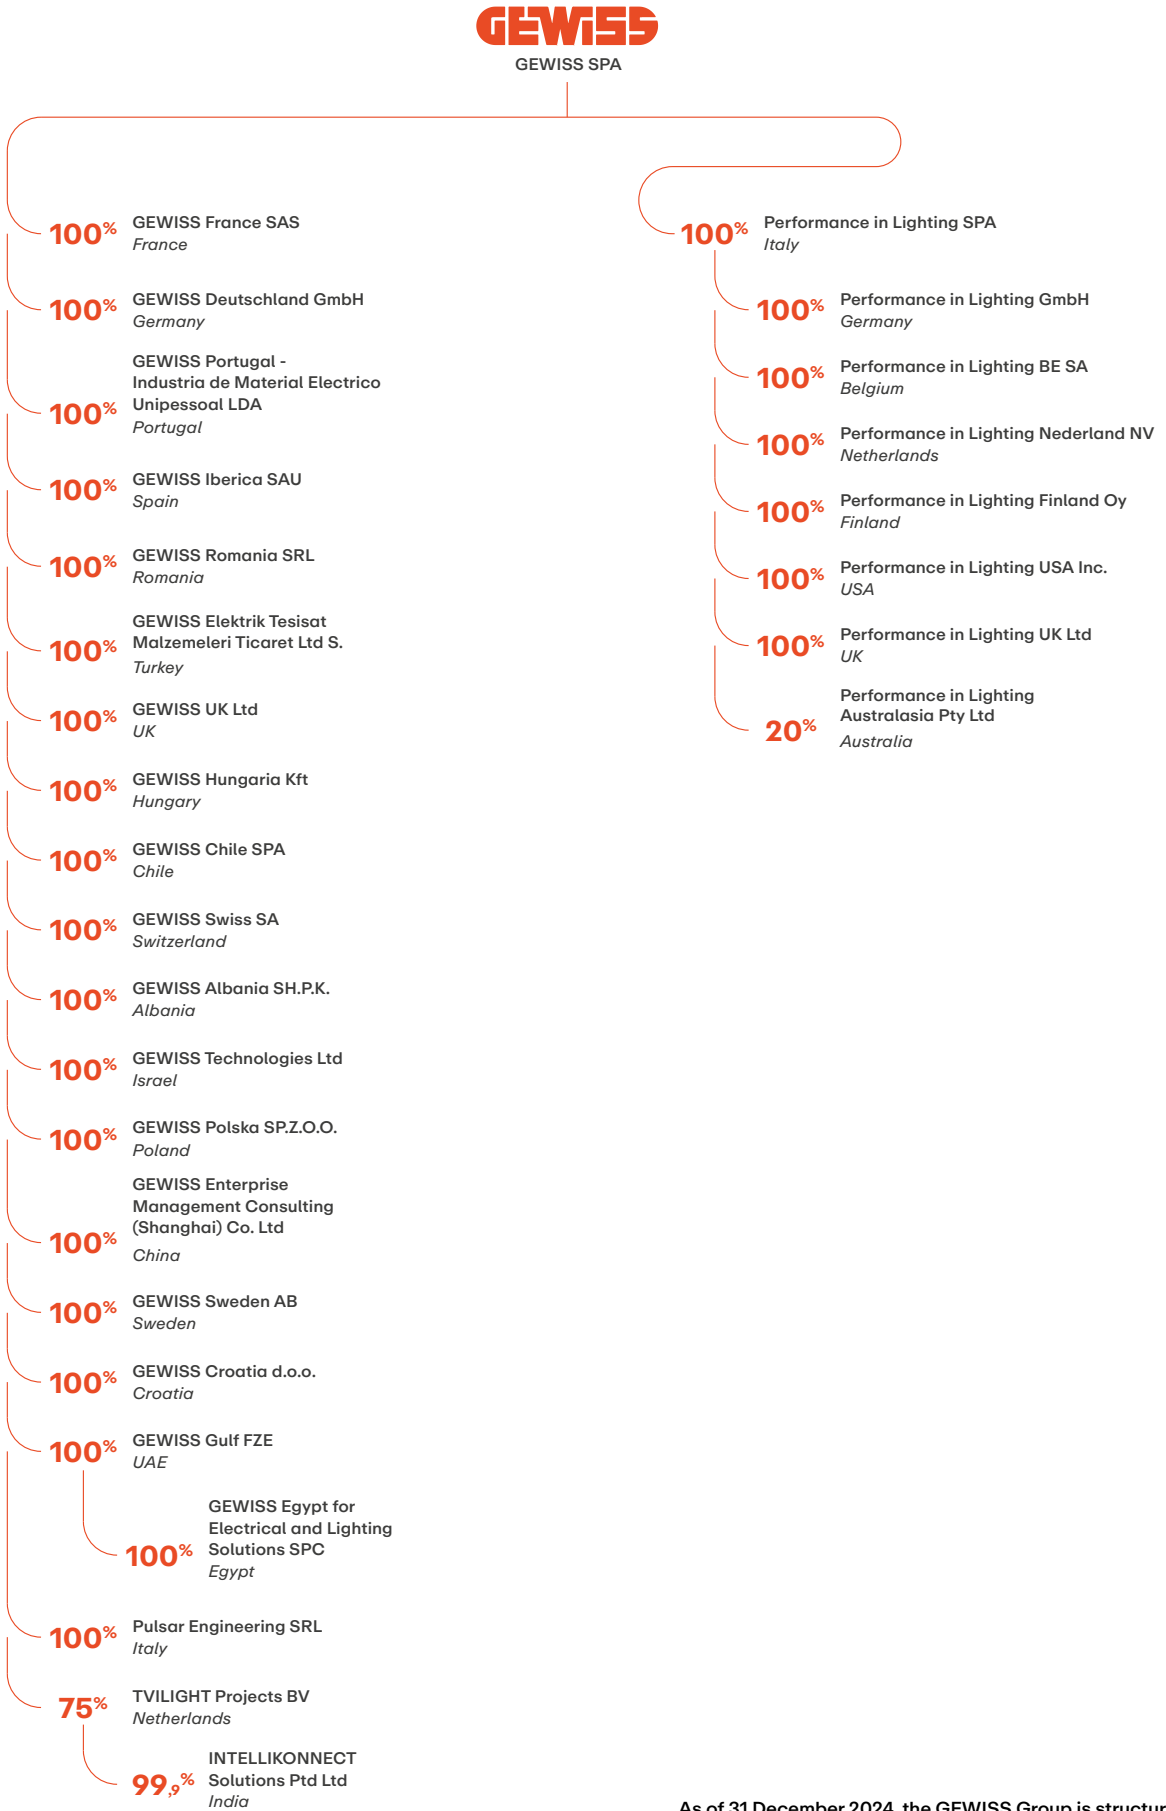 GEWISS
GEWISS SPA
100%
GEWISS France SAS
France
100%
GEWISS Deutschland GmbH
Germany
GEWISS Portugal -
Industria de Material Electrico
Unipessoal LDA
100%
Portugal
100%
GEWISS Iberica SAU
Spain
100%
GEWISS Romania SRL
Romania
GEWISS Elektrik Tesisat
Malzemeleri Ticaret Ltd S.
100%
Turkey
100%
GEWISS UK Ltd
UK
100%
GEWISS Hungaria Kft
Hungary
100%
GEWISS Chile SPA
Chile
100%
GEWISS Swiss SA
Switzerland
100%
GEWISS Albania SH.P.K.
Albania
100%
GEWISS Technologies Ltd
Israel
100%
GEWISS Polska SP.Z.O.O.
Poland
GEWISS Enterprise
Management Consulting
(Shanghai) Co. Ltd
100%
China
100%
GEWISS Sweden AB
Sweden
100%
GEWISS Croatia d.o.o.
Croatia
100%
GEWISS Gulf FZE
UAE
GEWISS Egypt for
Electrical and Lighting
Solutions SPC
100%
Egypt
100%
Pulsar Engineering SRL
Italy
75%
TVILIGHT Projects BV
Netherlands
INTELLIKONNECT
99,9%
Solutions Ptd Ltd
India
100%
Performance in Lighting SPA
Italy
100%
Performance in Lighting GmbH
Germany
100%
Performance in Lighting BE SA
Belgium
100%
Performance in Lighting Nederland NV
Netherlands
100%
Performance in Lighting Finland Oy
Finland
100%
Performance in Lighting USA Inc.
USA
100%
Performance in Lighting UK Ltd
UK
Performance in Lighting
Australasia Pty Ltd
20%
Australia
As of 31 December 2024, the GEWISS Group is structur